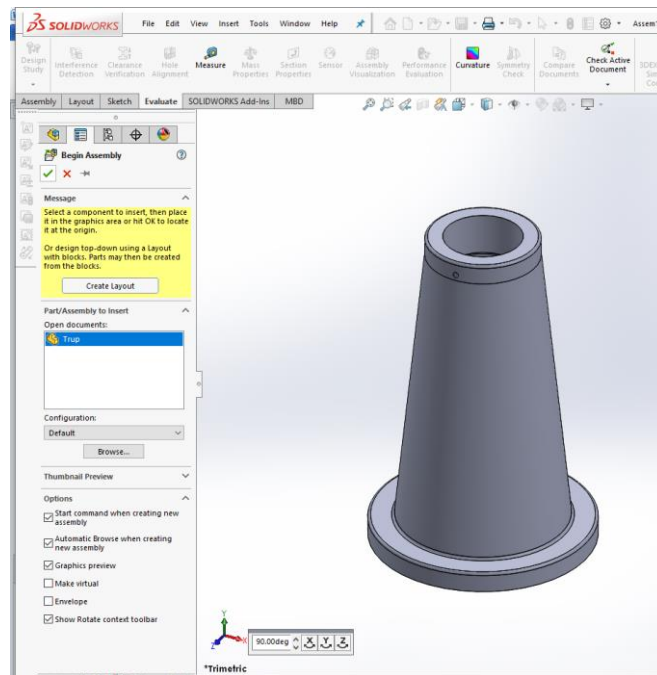 SOLIDWORKS File Edit View Insert Tools Window Help Assem
Design Study Interference Detection Clearance Verification Hole Alignment Measure Mass Properties Section Properties Sensor Assembly Visualization Performance Evaluation Curvature Symmetry Check Compare Documents Check Active Document
Assembly Layout Sketch Evaluate SOLIDWORKS Add-Ins MBD
Begin Assembly
Message
Select a component to insert, then place
it in the graphics area or hit OK to locate
it at the origin.
Or design top-down using a Layout
with blocks. Parts may then be created
from the blocks.
Create Layout
Part/Assembly to Insert
Open documents:
Trup
Configuration:
Default
Browse...
Thumbnail Preview
Options
Start command when creating new
assembly
Automatic Browse when creating
new assembly
Graphics preview
Make virtual
Envelope
Show Rotate context toolbar
Y
X
Z
90.00deg X Y Z
*Trimetric